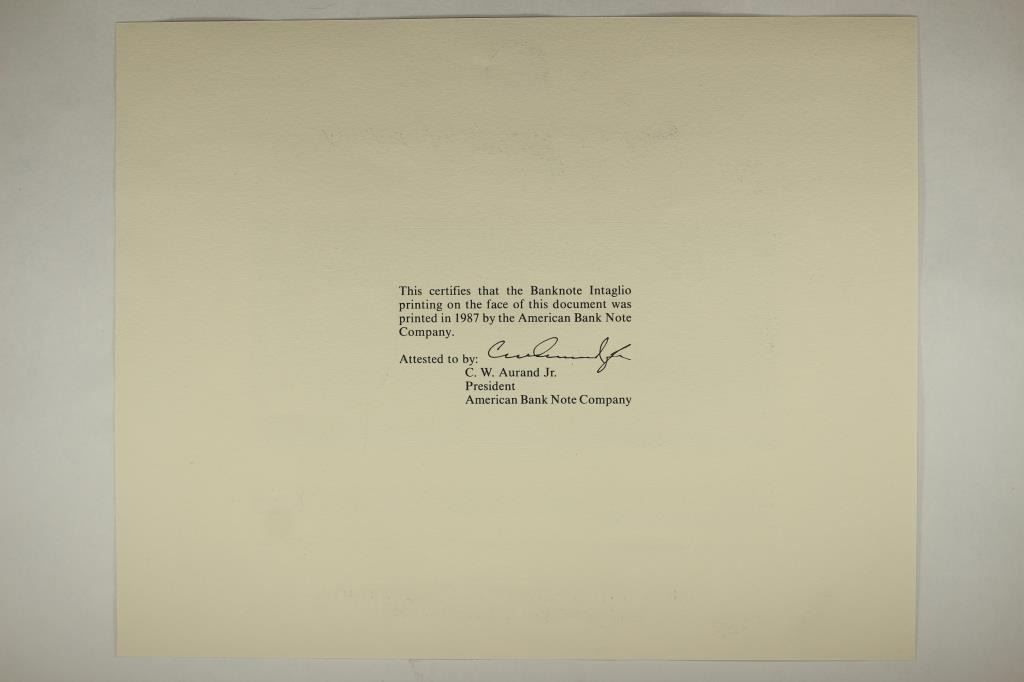 This certifies that the Banknote Intaglio
printing on the face of this document was
printed in 1987 by the American Bank Note
Company.
Attested to by:
C. W. Aurand Jr.
President
American Bank Note Company